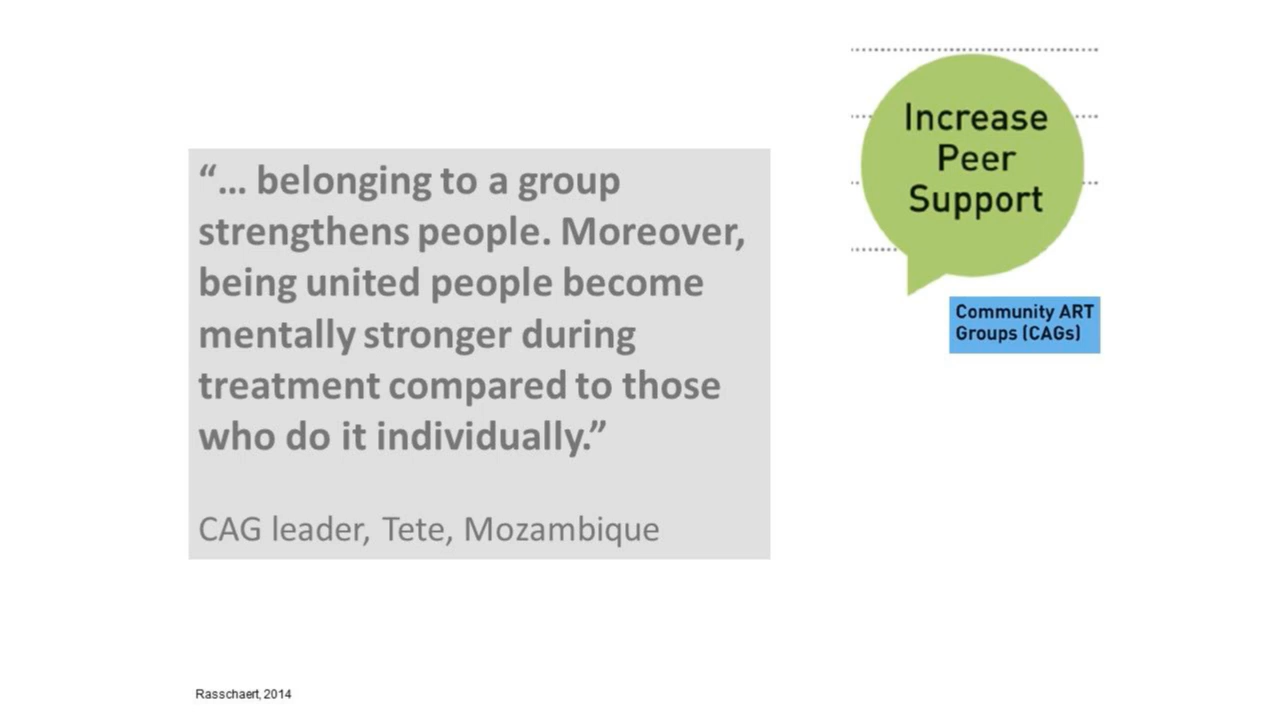 “... belonging to a group
strengthens people. Moreover,
being united people become
mentally stronger during
treatment compared to those
who do it individually.”
CAG leader, Tete, Mozambique
Increase
Peer
Support
Community ART
Groups (CAGs)
Rasschaert, 2014